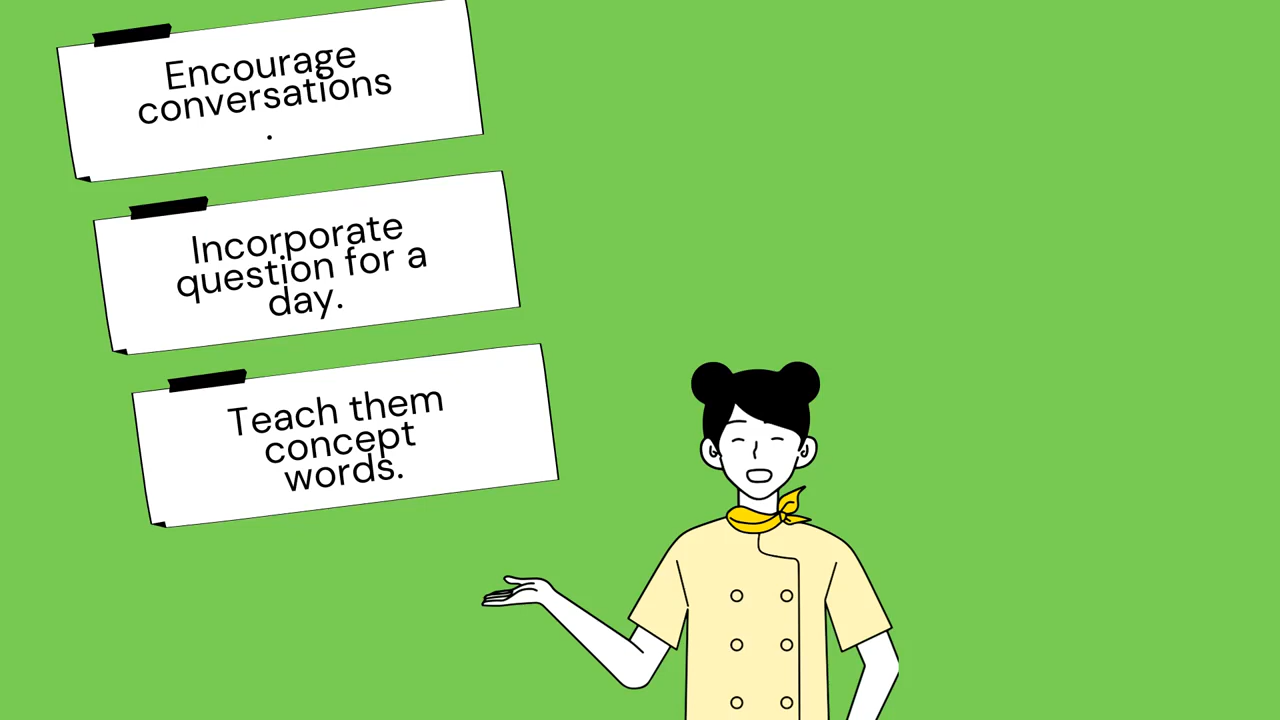 Encourage
conversations
.
Incorporate
question for a
day.
Teach them
concept
words.